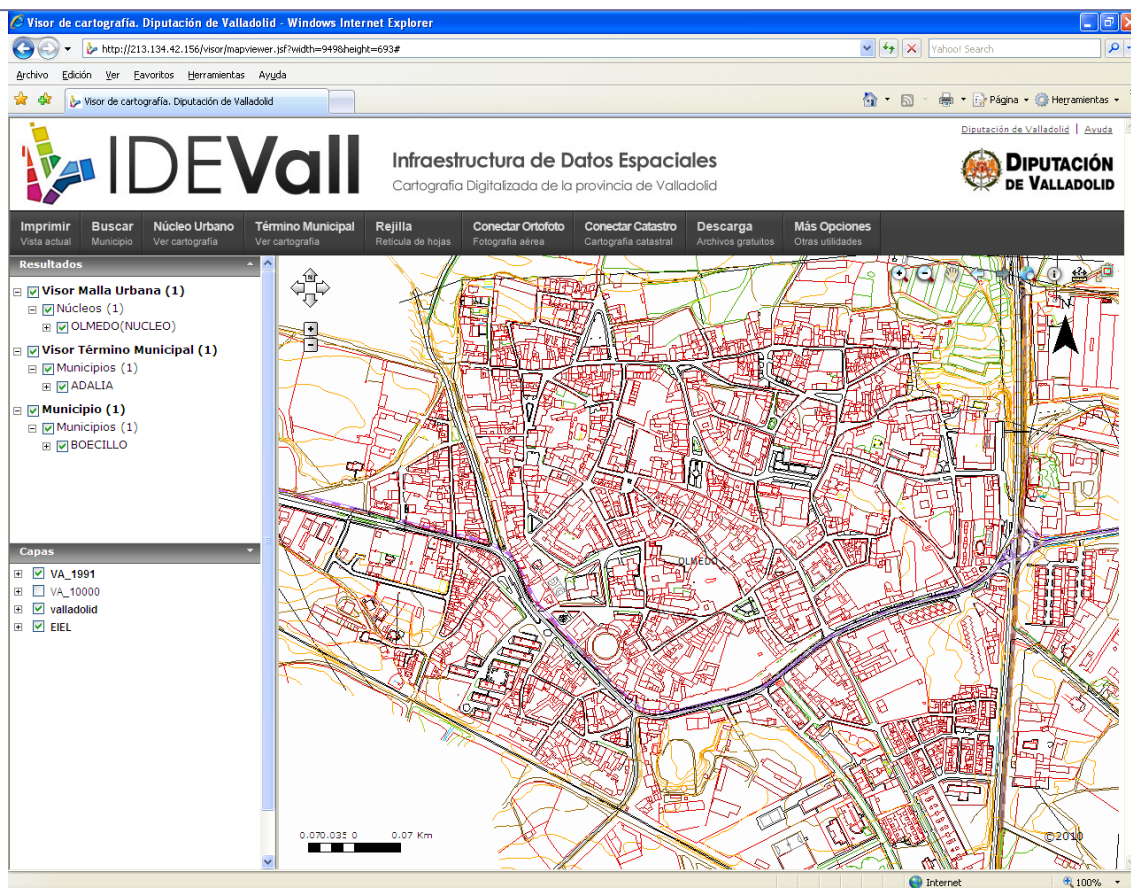 Visor de cartografía. Diputación de Valladolid - Windows Internet Explorer
http://213.134.42.156/visor/mapviewer.jsf?width=949&height=693#
Yahoo! Search
Archivo Edición Ver Favoritos Herramientas Ayuda
Visor de cartografía. Diputación de Valladolid
Página Herramientas
Diputación de Valladolid | Ayuda
IDEVall
Infraestructura de Datos Espaciales
Cartografía Digitalizada de la provincia de Valladolid
DIPUTACIÓN
DE VALLADOLID
Imprimir Buscar Núcleo Urbano Término Municipal Rejilla Conectar Ortofoto Conectar Catastro Descarga Más Opciones
Vista actual Municipio Ver cartografía Ver cartografía Retícula de hojas Fotografía aérea Cartografía catastral Archivos gratuitos Otras utilidades
Resultados
Visor Malla Urbana (1)
Núcleos (1)
OLMEDO(NUCLEO)
Visor Término Municipal (1)
Municipios (1)
ADALIA
Municipio (1)
Municipios (1)
BOECILLO
Capas
VA_1991
VA_10000
valladolid
EIEL
N
N
OLMEDO
0.070.035 0 0.07 Km
©2010
Internet
100%